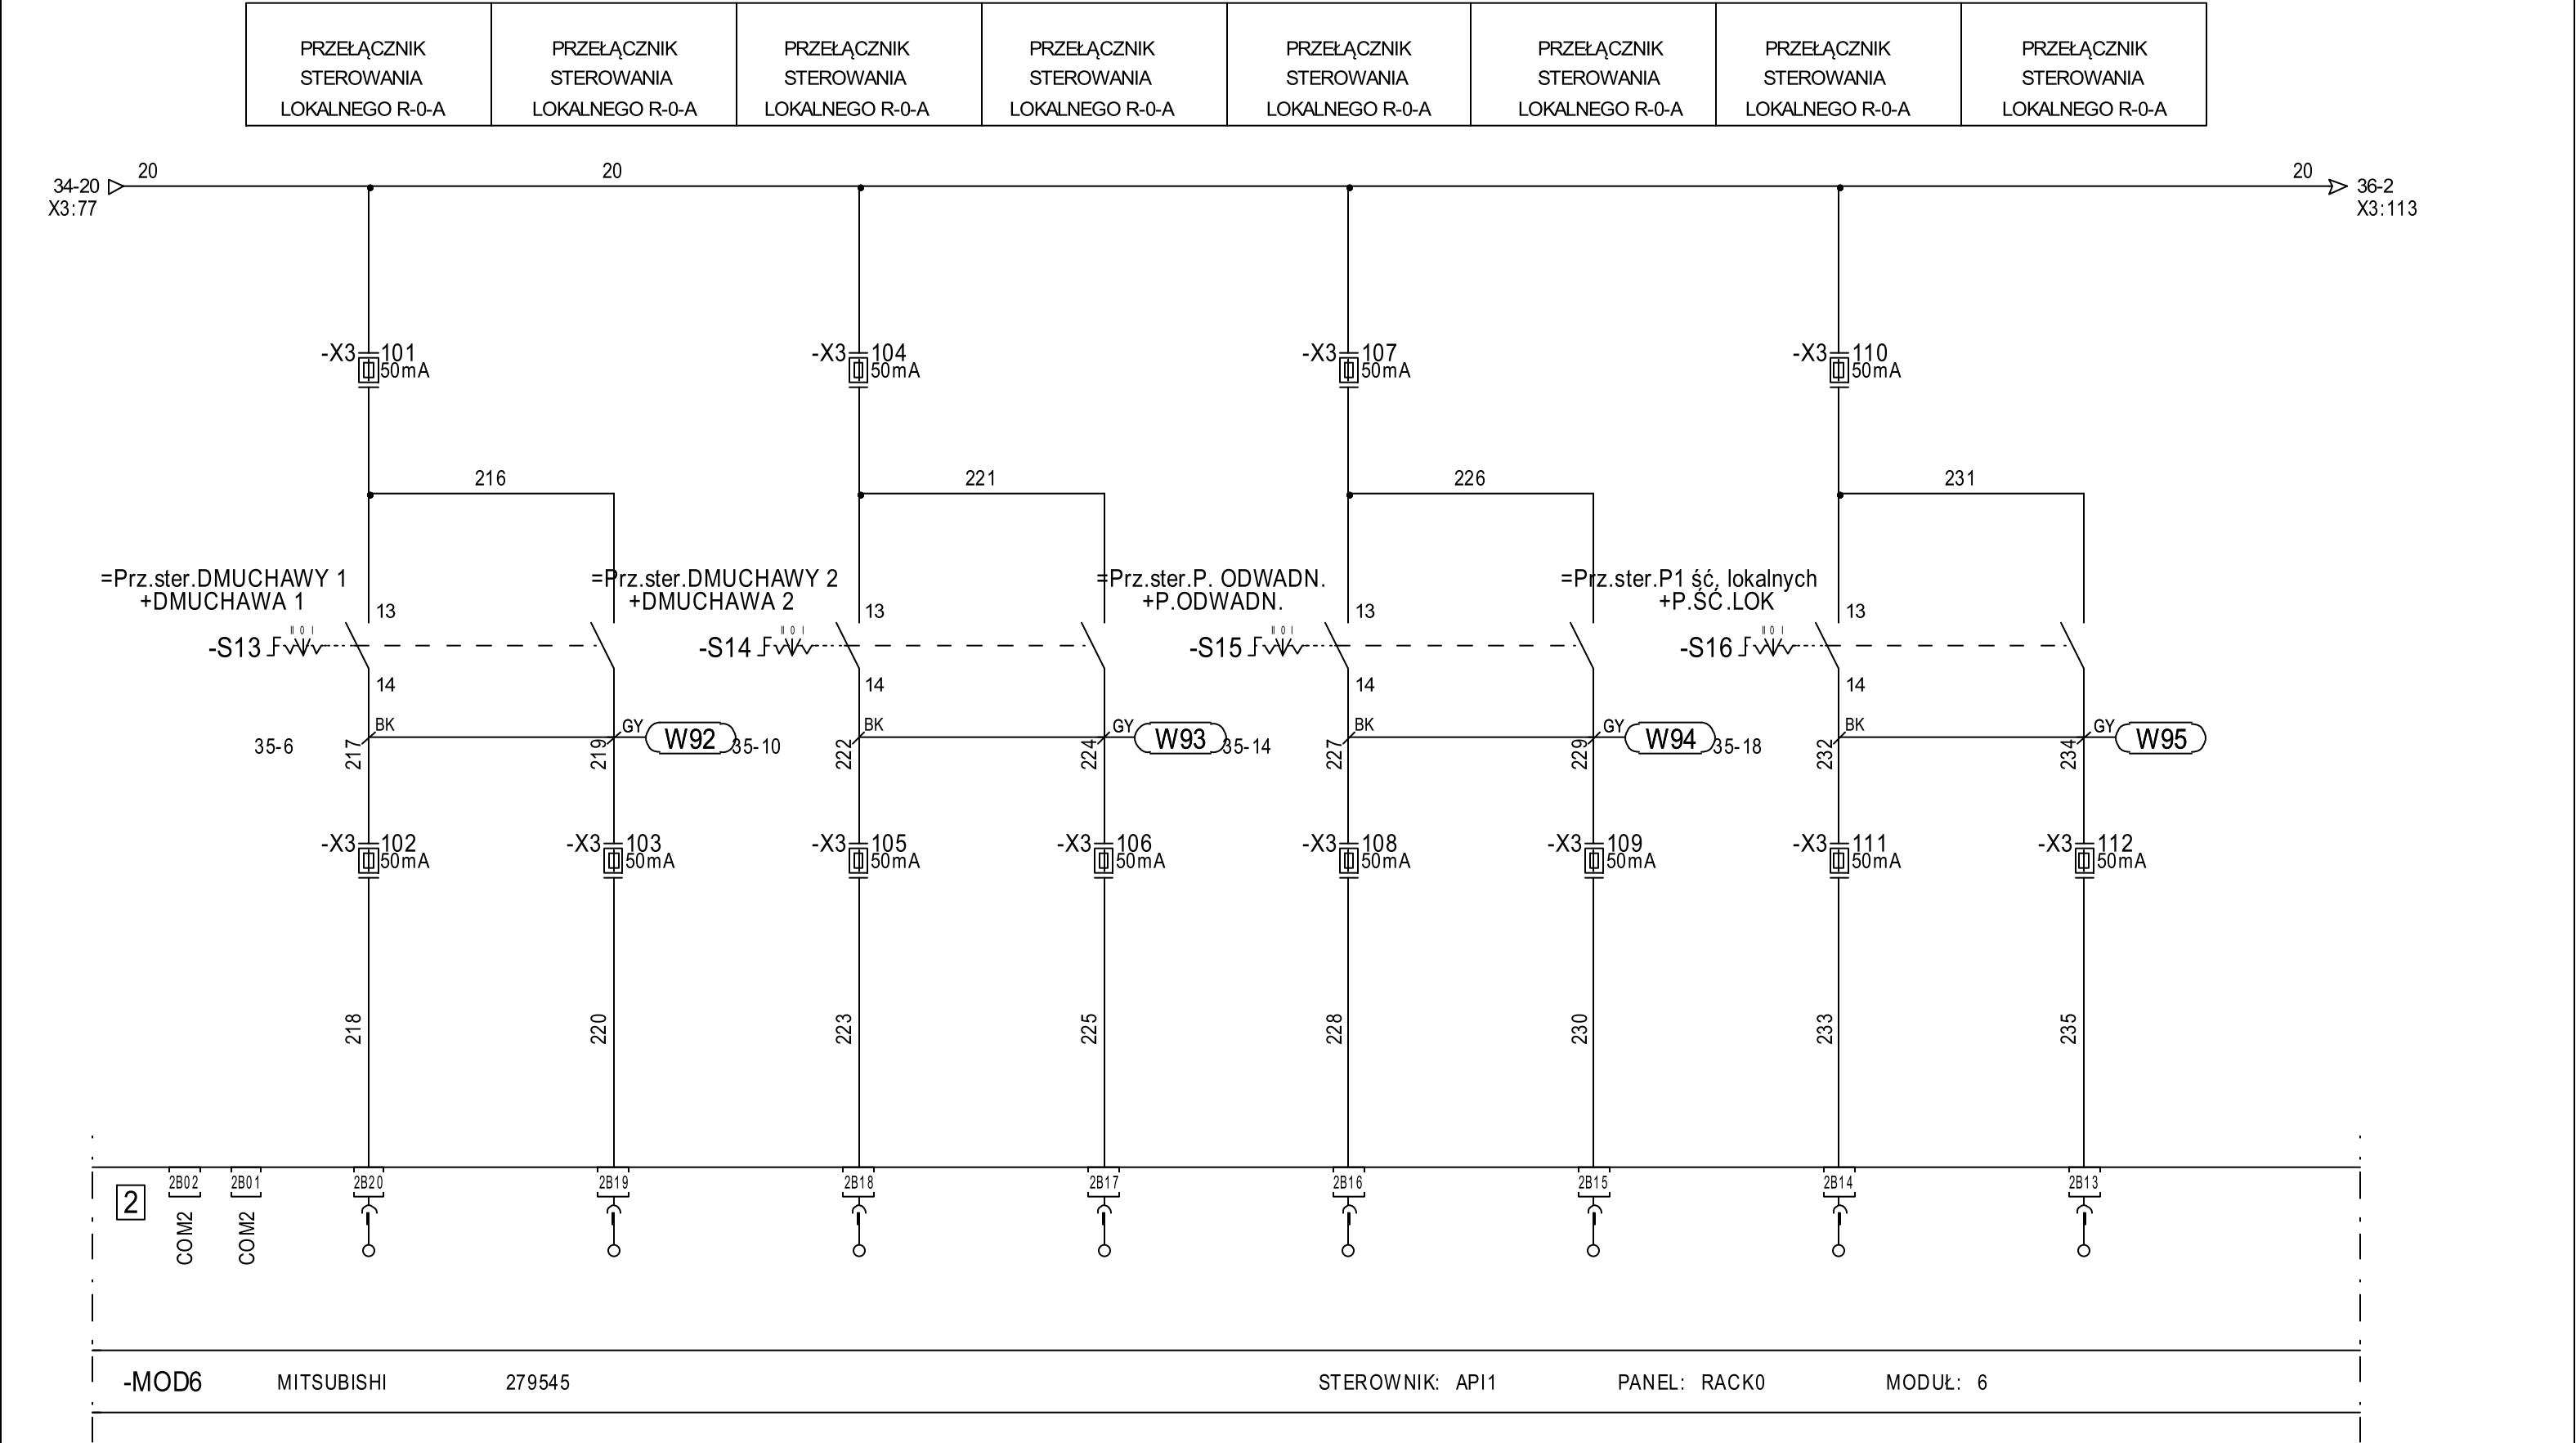 PRZEŁĄCZNIK PRZEŁĄCZNIK PRZEŁĄCZNIK PRZEŁĄCZNIK PRZEŁĄCZNIK PRZEŁĄCZNIK PRZEŁĄCZNIK PRZEŁĄCZNIK
STEROWANIA STEROWANIA STEROWANIA STEROWANIA STEROWANIA STEROWANIA STEROWANIA STEROWANIA
LOKALNEGO R-0-A LOKALNEGO R-0-A LOKALNEGO R-0-A LOKALNEGO R-0-A LOKALNEGO R-0-A LOKALNEGO R-0-A LOKALNEGO R-0-A LOKALNEGO R-0-A
20 20 20
34-20 36-2
X3:77 X3:113
-X3 101 -X3 104 -X3 107 -X3 110
50mA 50mA 50mA 50mA
216 221 226 231
=Prz.ster.DMUCHAWY 1 =Prz.ster.DMUCHAWY 2 =Prz.ster.P. ODWADN. =Prz.ster.P1 ść, lokalnych
+DMUCHAWA 1 +DMUCHAWA 2 +P.ODWADN. +P.ŚĆ.LOK
13 13 13 13
II 0 I II 0 I II 0 I II 0 I
-S13 -S14 -S15 -S16
14 14 14 14
BK GY BK GY BK GY BK GY
W92 W93 W94 W95
35-6 35-10 35-14 35-18
217 219 222 224 227 229 232 234
-X3 102 -X3 103 -X3 105 -X3 106 -X3 108 -X3 109 -X3 111 -X3 112
50mA 50mA 50mA 50mA 50mA 50mA 50mA 50mA
218 220 223 225 228 230 233 235
2B02 2B01 2B20 2B19 2B18 2B17 2B16 2B15 2B14 2B13
2
COM2 COM2
-MOD6 MITSUBISHI 279545 STEROWNIK: API1 PANEL: RACK0 MODUŁ: 6